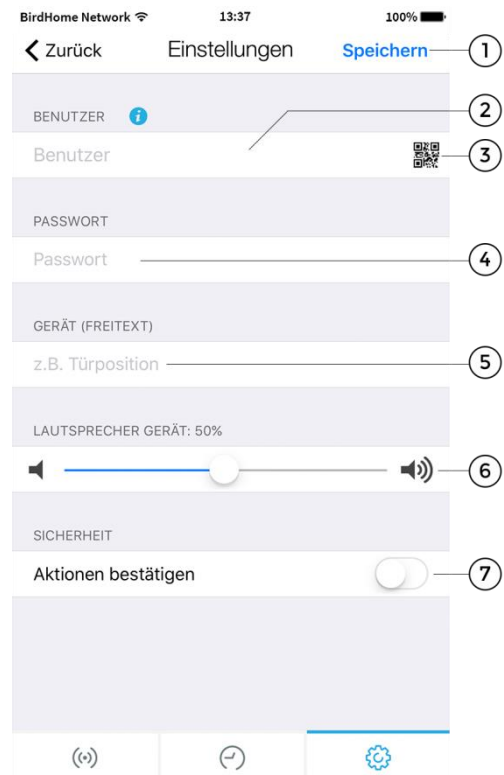 BirdHome Network 13:37 100%
Zurück Einstellungen Speichern 1
BENUTZER i 2
Benutzer 3
PASSWORT
Passwort 4
GERÄT (FREITEXT)
z.B. Türposition 5
LAUTSPRECHER GERÄT: 50%
6
SICHERHEIT
Aktionen bestätigen 7